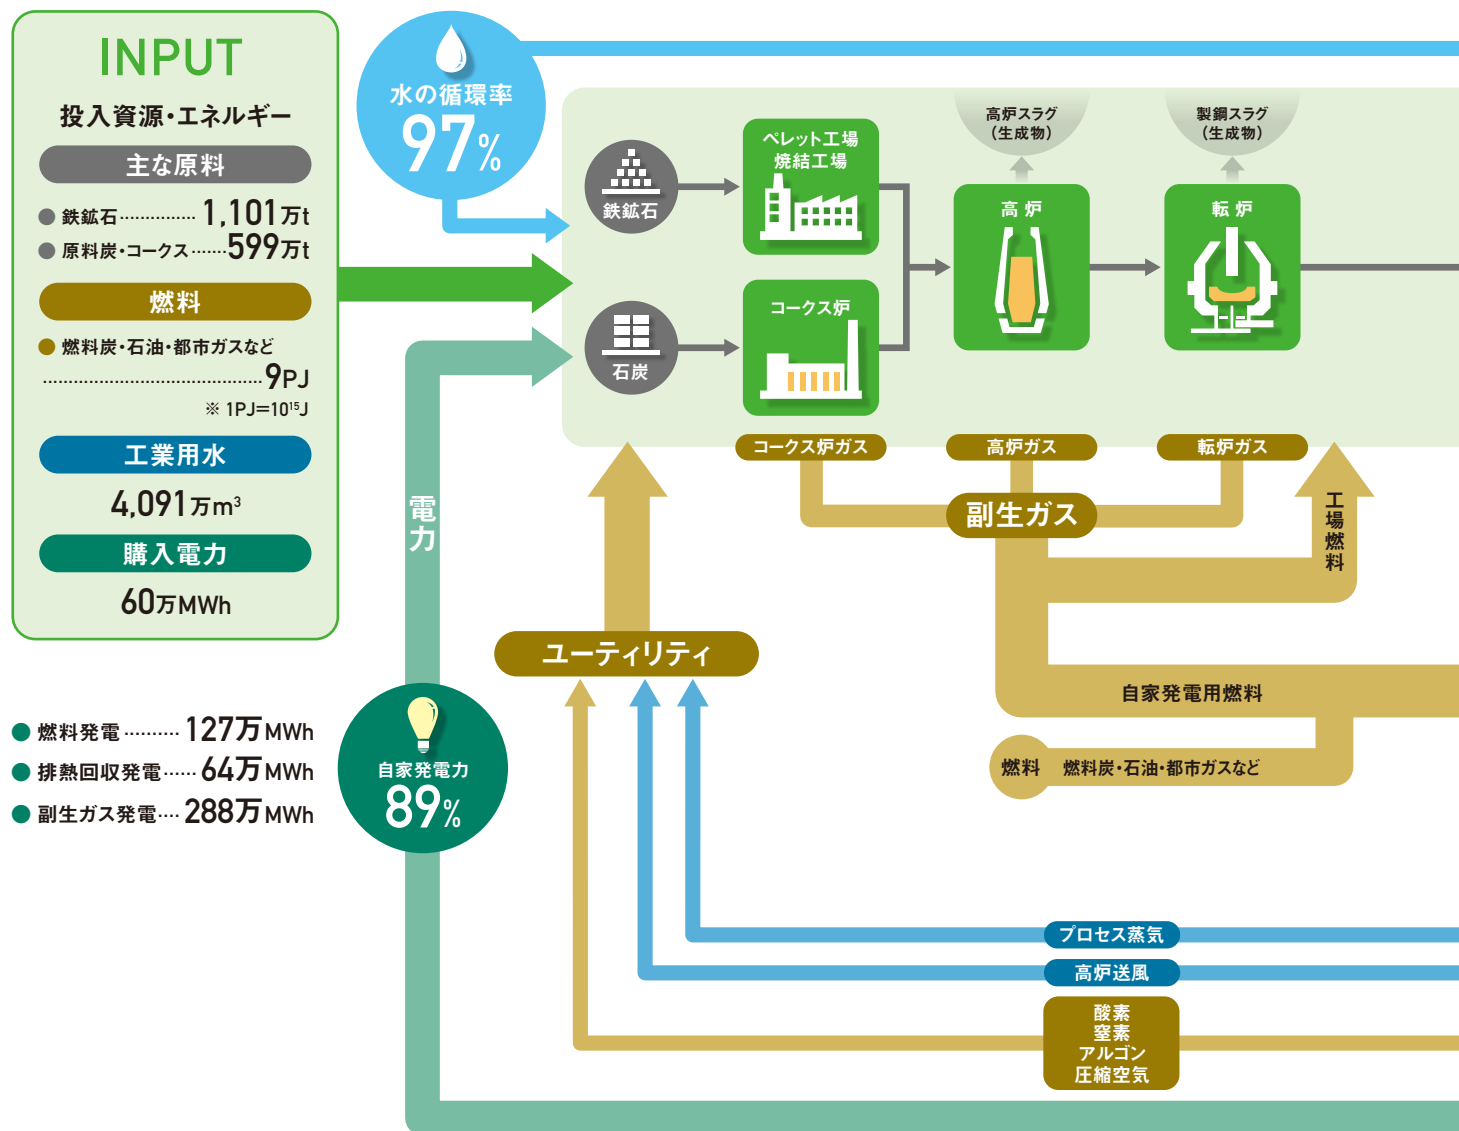 INPUT
投入資源・エネルギー
主な原料
鉄鉱石 1,101万t
原料炭・コークス 599万t
燃料
燃料炭・石油・都市ガスなど
9PJ
※ 1PJ=10¹⁵J
工業用水
4,091万m³
購入電力
60万MWh
燃料発電 127万MWh
排熱回収発電 64万MWh
副生ガス発電 288万MWh
水の循環率
97%
電力
自家発電力
89%
鉄鉱石
石炭
ペレット工場
焼結工場
コークス炉
高炉スラグ
(生成物)
高炉
製鋼スラグ
(生成物)
転炉
コークス炉ガス
高炉ガス
転炉ガス
副生ガス
工場燃料
ユーティリティ
自家発電用燃料
燃料 燃料炭・石油・都市ガスなど
プロセス蒸気
高炉送風
酸素
窒素
アルゴン
圧縮空気